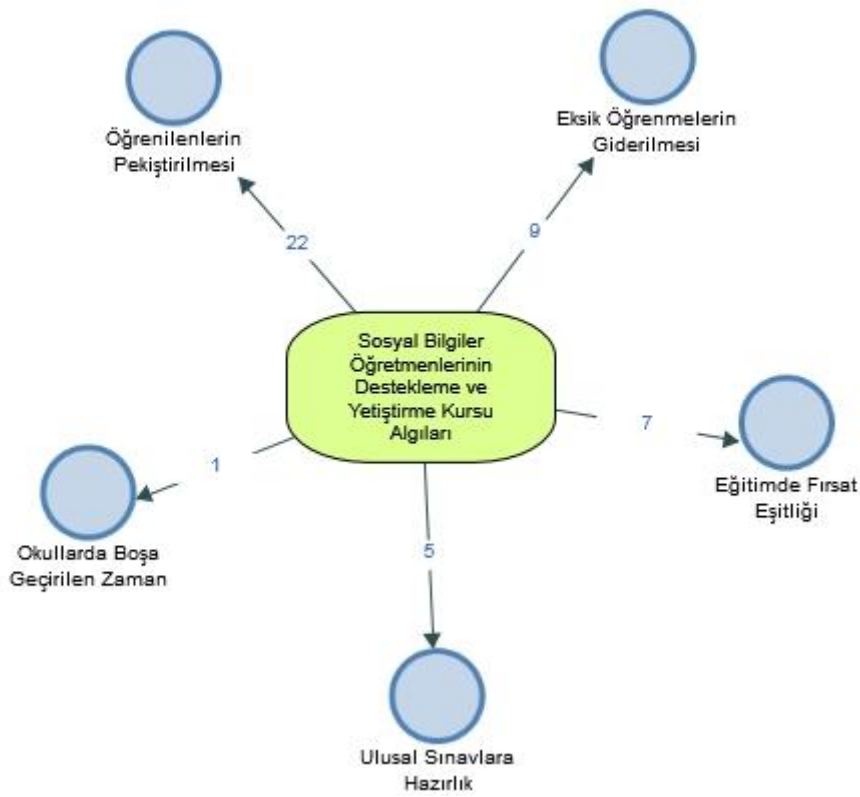 Öğrenilenlerin
Pekiştirilmesi
Eksik Öğrenmelerin
Giderilmesi
22
9
Sosyal Bilgiler
Öğretmenlerinin
Destekleme ve
Yetiştirme Kursu
Algıları
7
Eğitimde Fırsat
Eşitliği
1
Okullarda Boşa
Geçirilen Zaman
5
Ulusal Sınavlara
Hazırlık